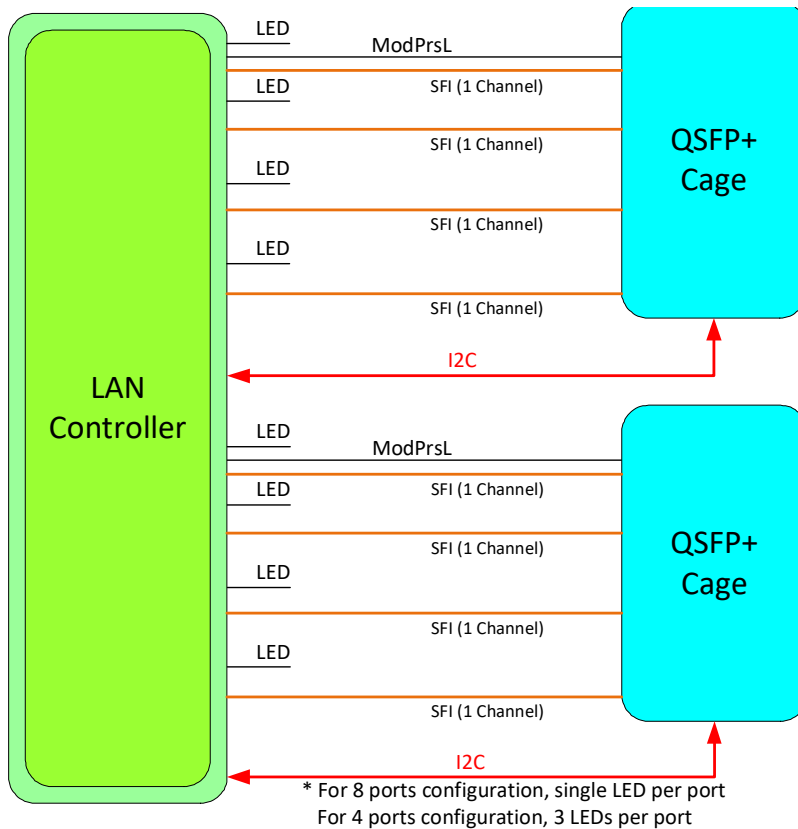 LED
ModPrsL
SFI (1 Channel)
LED
SFI (1 Channel)
LED
SFI (1 Channel)
LED
SFI (1 Channel)
QSFP+
Cage
I2C
LAN
Controller
LED
ModPrsL
SFI (1 Channel)
LED
SFI (1 Channel)
LED
SFI (1 Channel)
LED
SFI (1 Channel)
QSFP+
Cage
I2C
* For 8 ports configuration, single LED per port
For 4 ports configuration, 3 LEDs per port